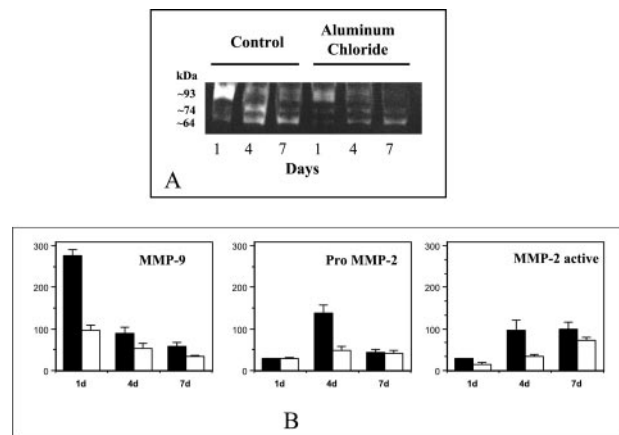 Aluminum
Control Chloride
kDa
~93
~74
~64
1 4 7 1 4 7
Days
A
300 MMP-9
200
100
0
1d 4d 7d
300 Pro MMP-2
200
100
0
1d 4d 7d
300 MMP-2 active
200
100
0
1d 4d 7d
B